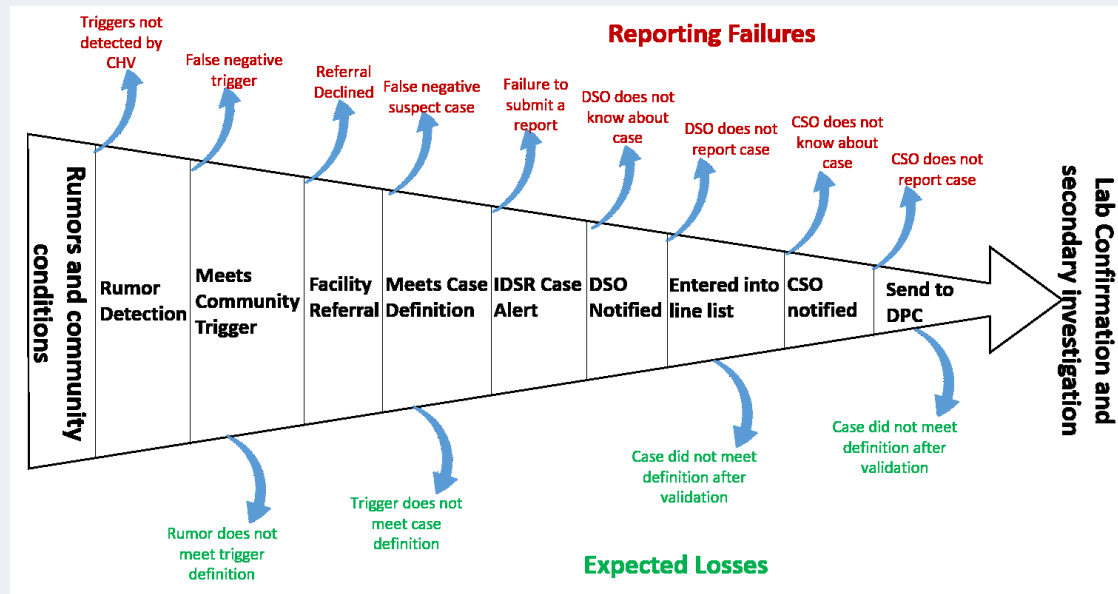 Reporting Failures
Triggers not
detected by
CHV
False negative
trigger
Referral
Declined
False negative
suspect case
Failure to
submit a
report
DSO does not
know about
case
DSO does not
report case
CSO does not
know about
case
CSO does not
report case
Rumors and community
conditions
Rumor
Detection
Meets
Community
Trigger
Facility
Referral
Meets Case
Definition
IDSR Case
Alert
DSO
Notified
Entered into
line list
CSO
notified
Send to
DPC
Lab Confirmation and
secondary investigation
Rumor does not
meet trigger
definition
Trigger does not
meet case
definition
Case did not meet
definition after
validation
Case did not meet
definition after
validation
Expected Losses